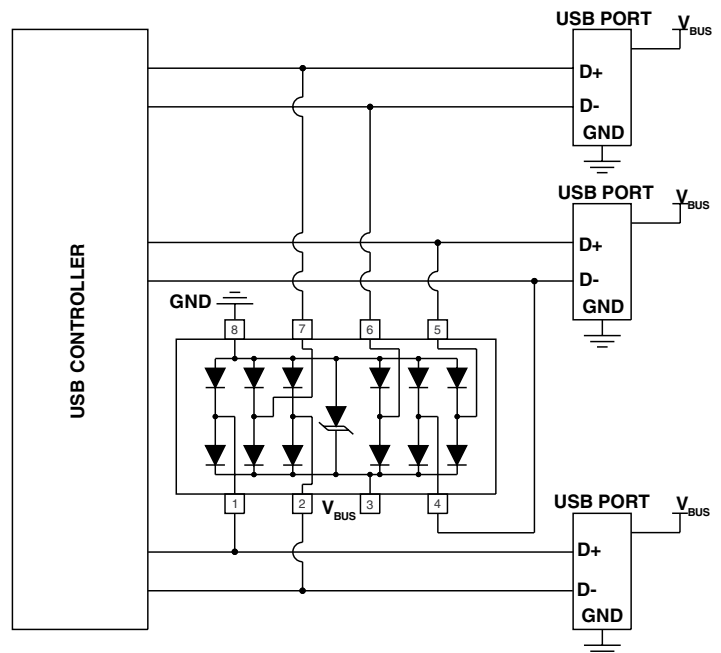 USB PORT
VBUS
D+
D-
GND
USB PORT
VBUS
D+
D-
GND
USB CONTROLLER
GND
8
7
6
5
1
2
VBUS
3
4
USB PORT
VBUS
D+
D-
GND